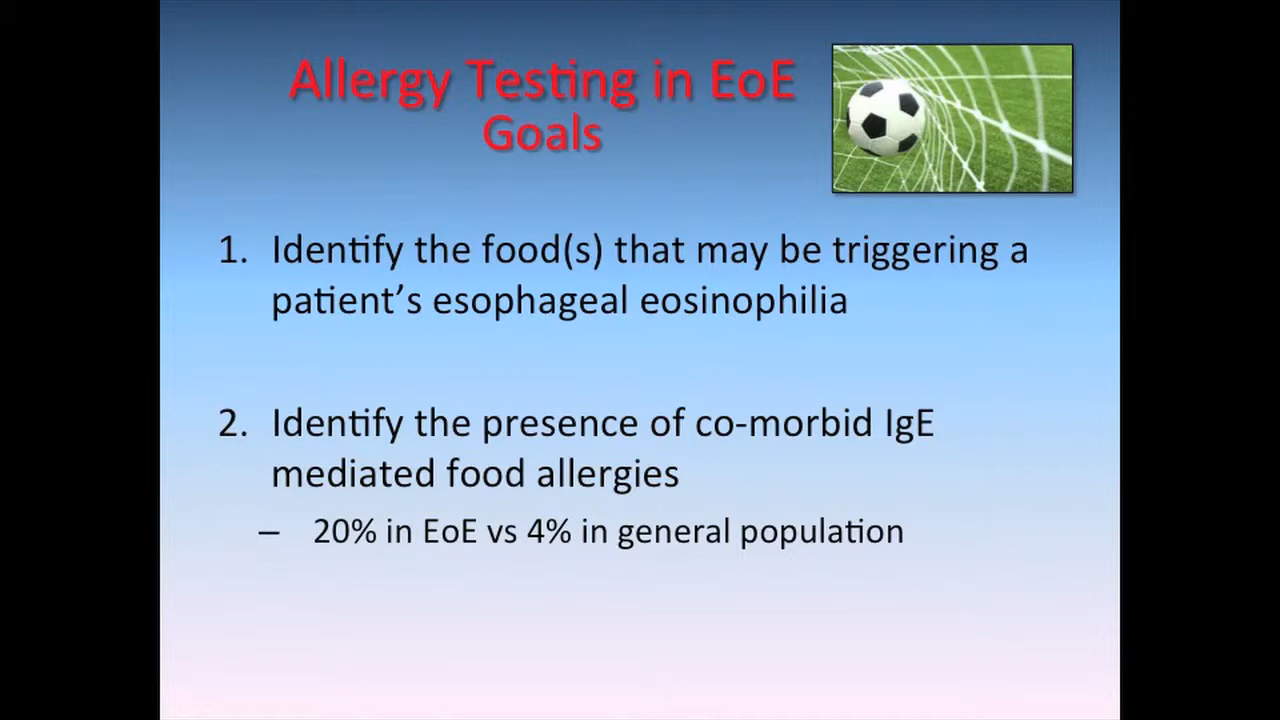 Allergy Testing in EoE
Goals
1. Identify the food(s) that may be triggering a
patient’s esophageal eosinophilia
2. Identify the presence of co-morbid IgE
mediated food allergies
– 20% in EoE vs 4% in general population